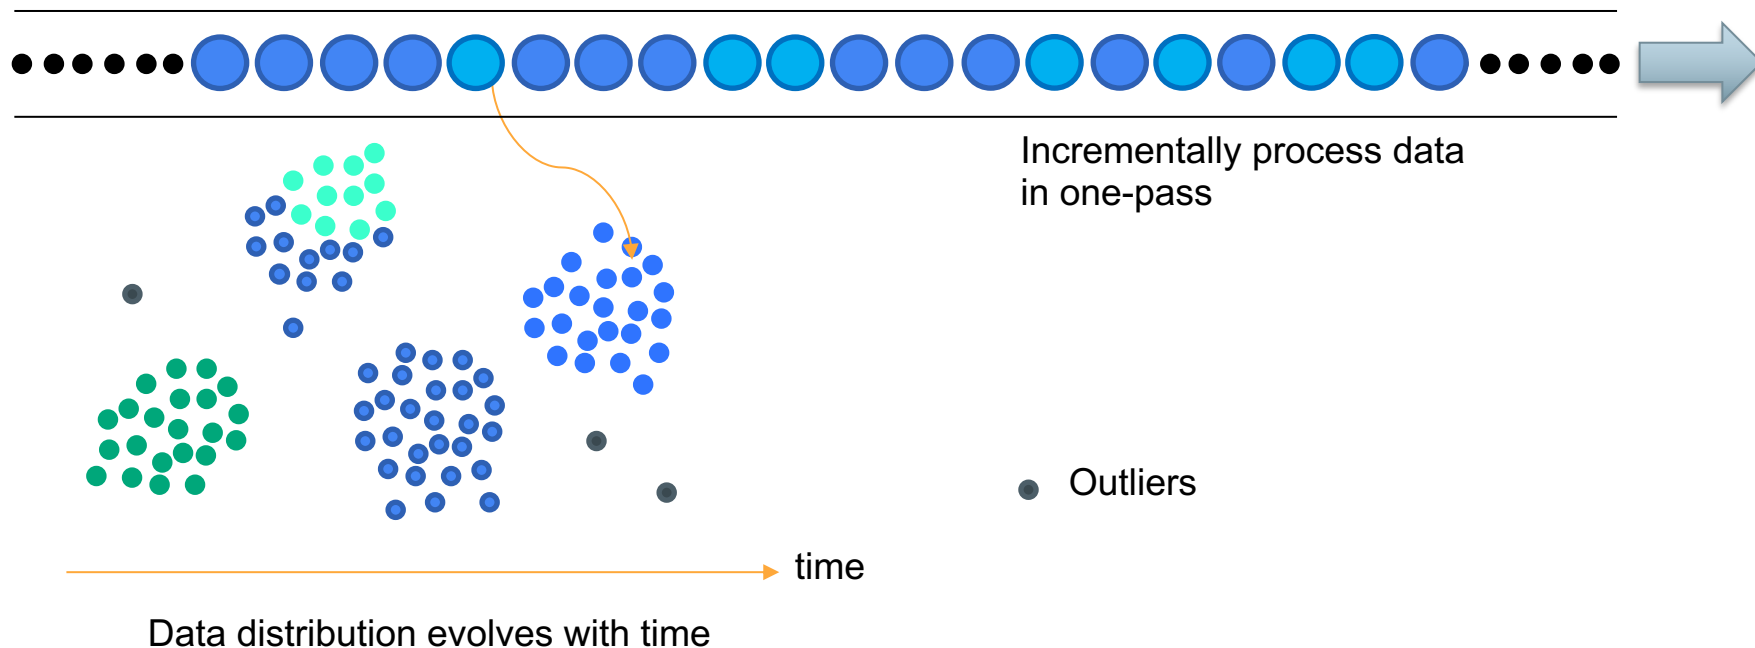 Incrementally process data
in one-pass
Outliers
time
Data distribution evolves with time